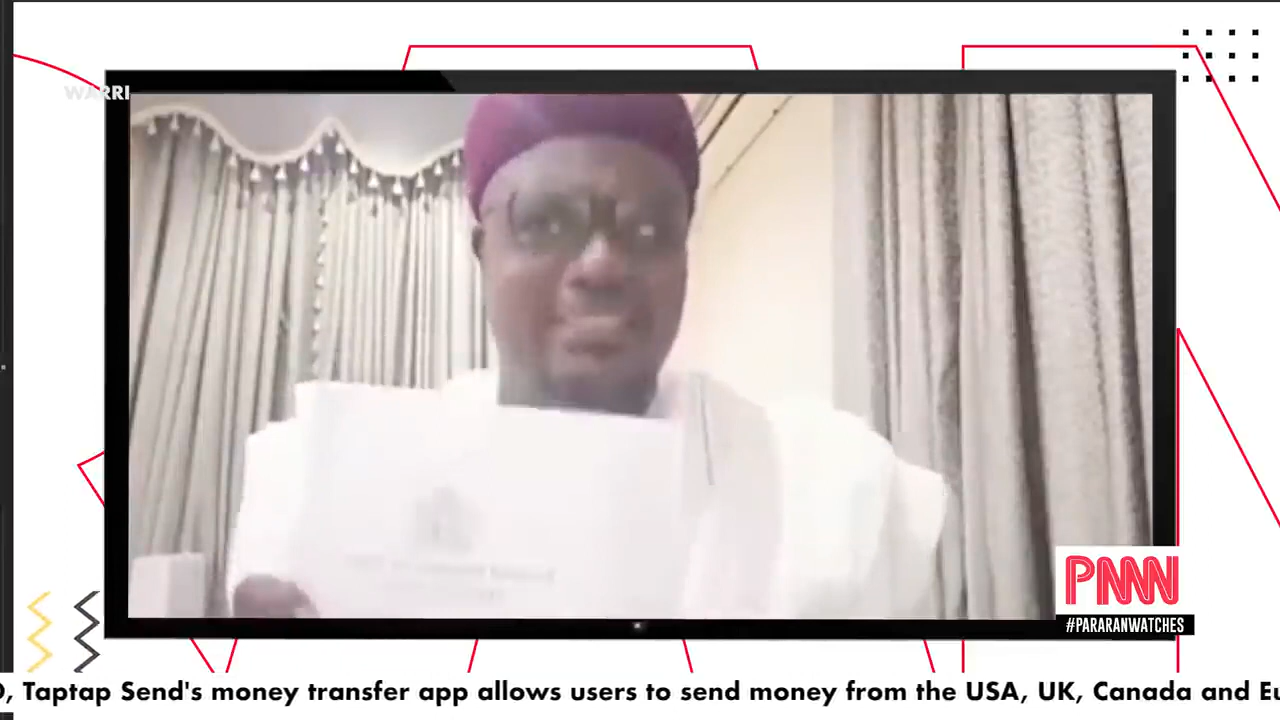 WARRI
PMNN
#PARARANWATCHES
, Taptap Send's money transfer app allows users to send money from the USA, UK, Canada and Eu